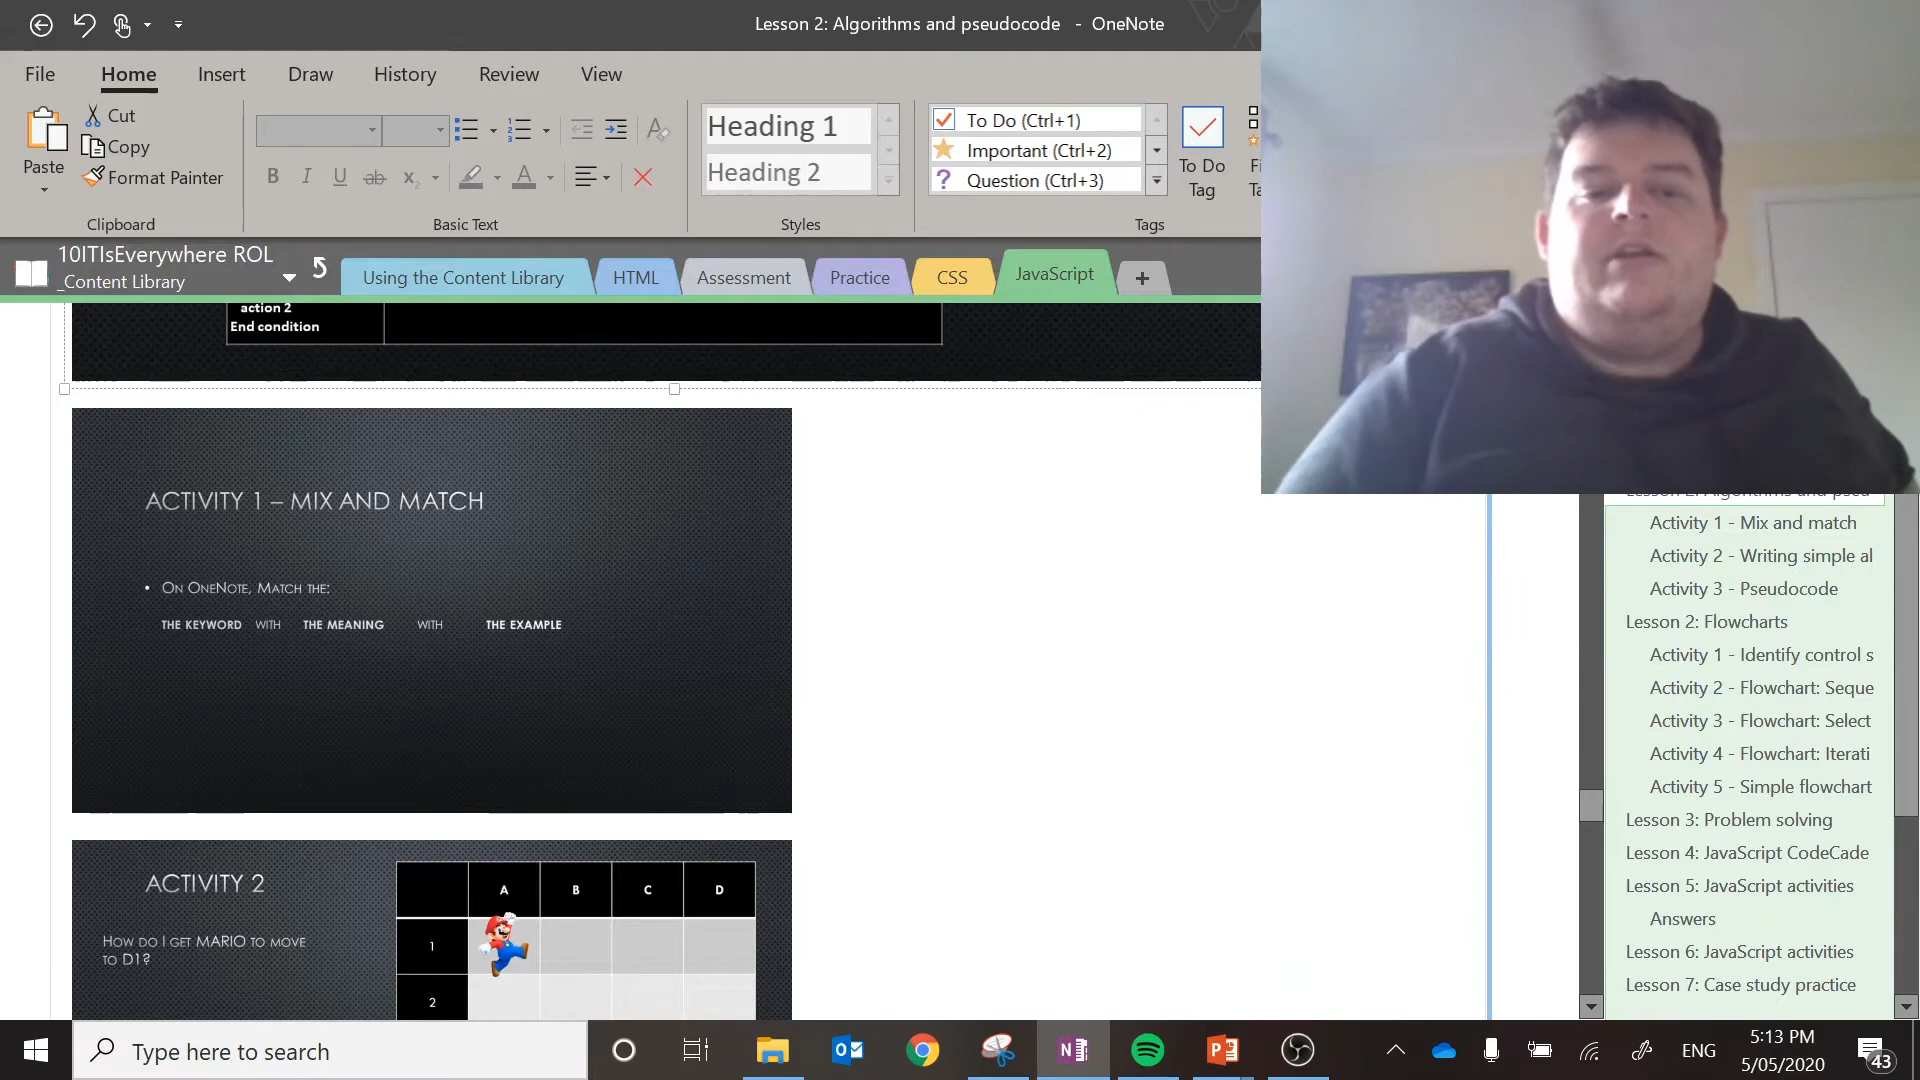 Lesson 2: Algorithms and pseudocode - OneNote
File Home Insert Draw History Review View
Paste
Cut
Copy
Format Painter
Clipboard
B I U ab x₂ A
Basic Text
Heading 1
Heading 2
Styles
To Do (Ctrl+1)
Important (Ctrl+2)
Question (Ctrl+3)
Tags
To Do
Tag
10ITIsEverywhere ROL
_Content Library
Using the Content Library
HTML
Assessment
Practice
CSS
JavaScript
+
action 2
End condition
ACTIVITY 1 – MIX AND MATCH
• ON ONENOTE, MATCH THE:
THE KEYWORD WITH THE MEANING WITH THE EXAMPLE
ACTIVITY 2
HOW DO I GET MARIO TO MOVE
TO D1?
A B C D
1
2
Activity 1 - Mix and match
Activity 2 - Writing simple al
Activity 3 - Pseudocode
Lesson 2: Flowcharts
Activity 1 - Identify control s
Activity 2 - Flowchart: Seque
Activity 3 - Flowchart: Select
Activity 4 - Flowchart: Iterati
Activity 5 - Simple flowchart
Lesson 3: Problem solving
Lesson 4: JavaScript CodeCade
Lesson 5: JavaScript activities
Answers
Lesson 6: JavaScript activities
Lesson 7: Case study practice
Type here to search
ENG
5:13 PM
5/05/2020
43